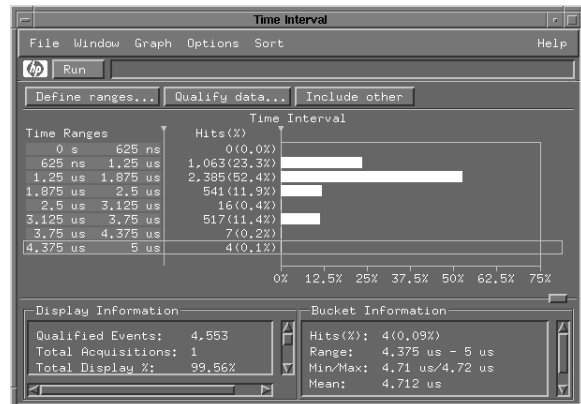 Time Interval
File Window Graph Options Sort Help
hp Run
Define ranges... Qualify data... Include other
Time Interval
Time Ranges Hits(%)
0 s 625 ns 0(0.0%)
625 ns 1.25 us 1,063(23.3%)
1.25 us 1.875 us 2,385(52.4%)
1.875 us 2.5 us 541(11.9%)
2.5 us 3.125 us 16(0.4%)
3.125 us 3.75 us 517(11.4%)
3.75 us 4.375 us 7(0.2%)
4.375 us 5 us 4(0.1%)
0% 12.5% 25% 37.5% 50% 62.5% 75%
Display Information
Qualified Events: 4,553
Total Acquisitions: 1
Total Display %: 99.56%
Bucket Information
Hits(%): 4(0.09%)
Range: 4.375 us - 5 us
Min/Max: 4.71 us/4.72 us
Mean: 4.712 us